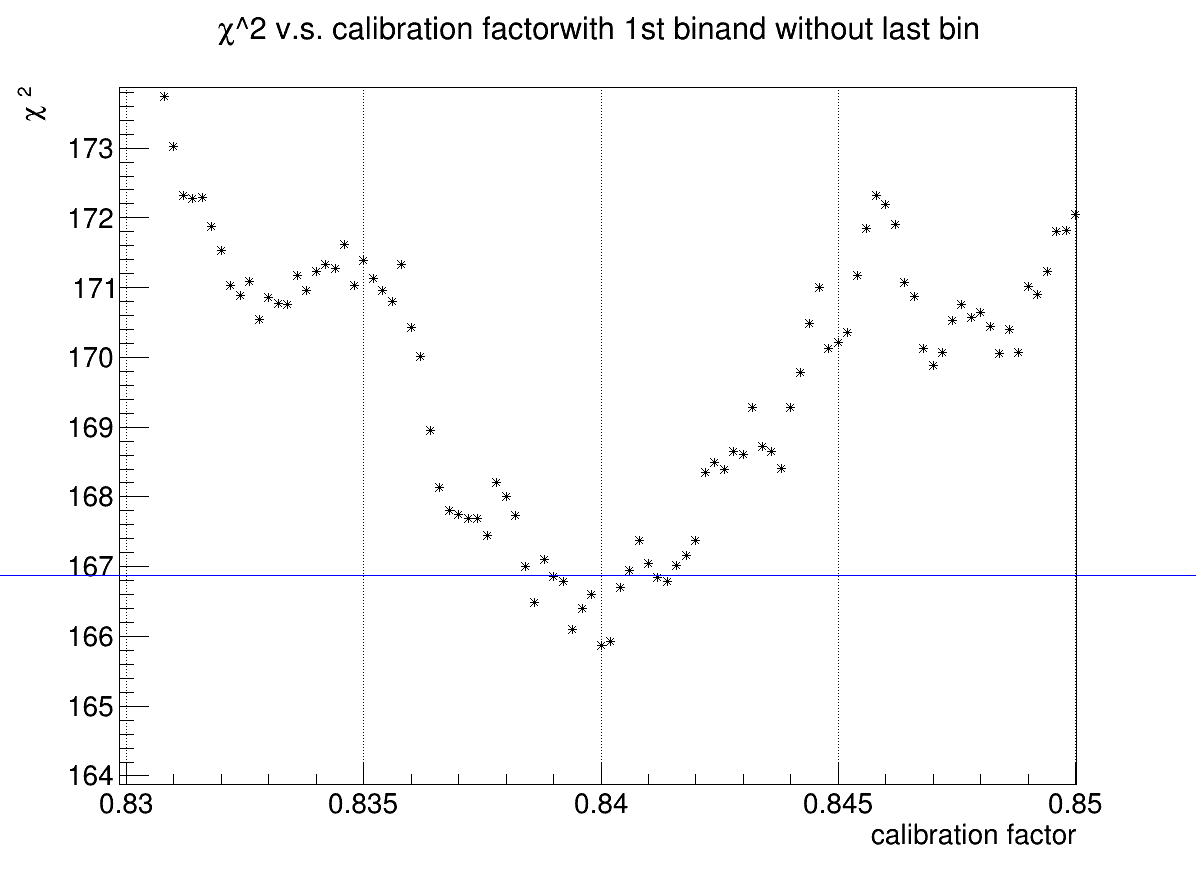 χ^2 v.s. calibration factorwith 1st binand without last bin
χ 2
173
172
171
170
169
168
167
166
165
164
0.83 0.835 0.84 0.845 0.85
calibration factor